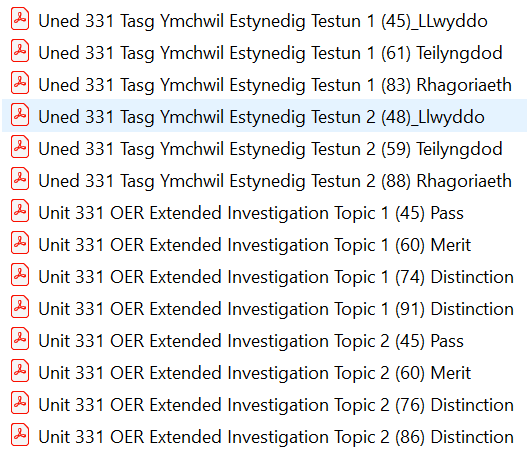 Uned 331 Tasg Ymchwil Estynedig Testun 1 (45)_LLwyddo
Uned 331 Tasg Ymchwil Estynedig Testun 1 (61) Teilyngdod
Uned 331 Tasg Ymchwil Estynedig Testun 1 (83) Rhagoriaeth
Uned 331 Tasg Ymchwil Estynedig Testun 2 (48)_Llwyddo
Uned 331 Tasg Ymchwil Estynedig Testun 2 (59) Teilyngdod
Uned 331 Tasg Ymchwil Estynedig Testun 2 (88) Rhagoriaeth
Unit 331 OER Extended Investigation Topic 1 (45) Pass
Unit 331 OER Extended Investigation Topic 1 (60) Merit
Unit 331 OER Extended Investigation Topic 1 (74) Distinction
Unit 331 OER Extended Investigation Topic 1 (91) Distinction
Unit 331 OER Extended Investigation Topic 2 (45) Pass
Unit 331 OER Extended Investigation Topic 2 (60) Merit
Unit 331 OER Extended Investigation Topic 2 (76) Distinction
Unit 331 OER Extended Investigation Topic 2 (86) Distinction